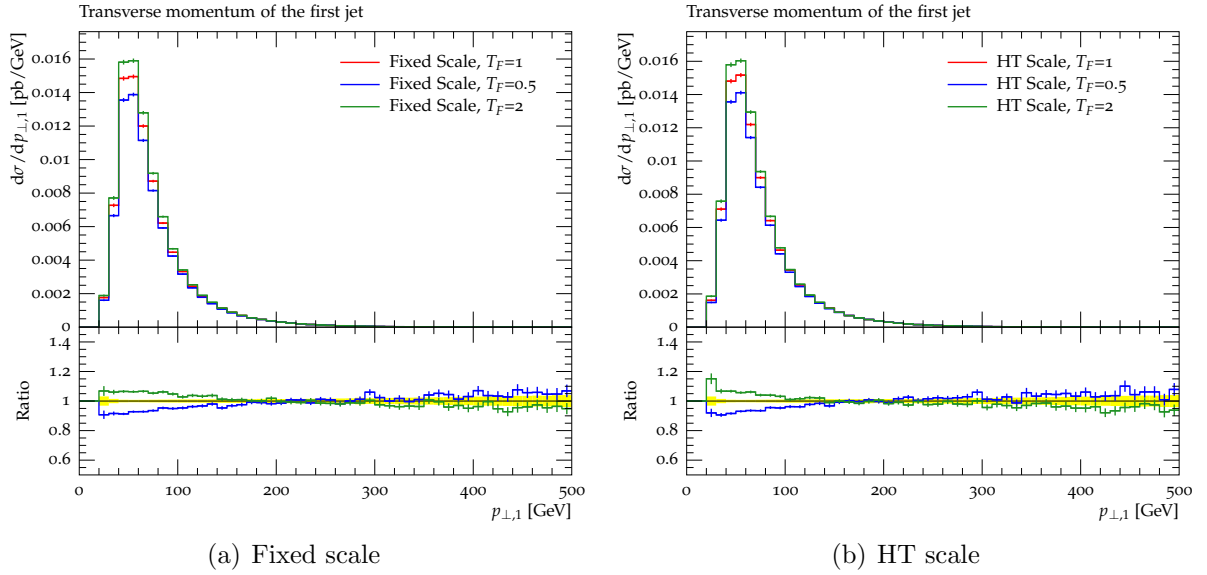 Transverse momentum of the first jet
dσ/dp⊥,1 [pb/GeV]
0.016
0.014
0.012
0.01
0.008
0.006
0.004
0.002
0
Fixed Scale, T_F=1
Fixed Scale, T_F=0.5
Fixed Scale, T_F=2
Ratio
1.4
1.2
1
0.8
0.6
0 100 200 300 400 500
p⊥,1 [GeV]
(a) Fixed scale
Transverse momentum of the first jet
dσ/dp⊥,1 [pb/GeV]
0.016
0.014
0.012
0.01
0.008
0.006
0.004
0.002
0
HT Scale, T_F=1
HT Scale, T_F=0.5
HT Scale, T_F=2
Ratio
1.4
1.2
1
0.8
0.6
0 100 200 300 400 500
p⊥,1 [GeV]
(b) HT scale